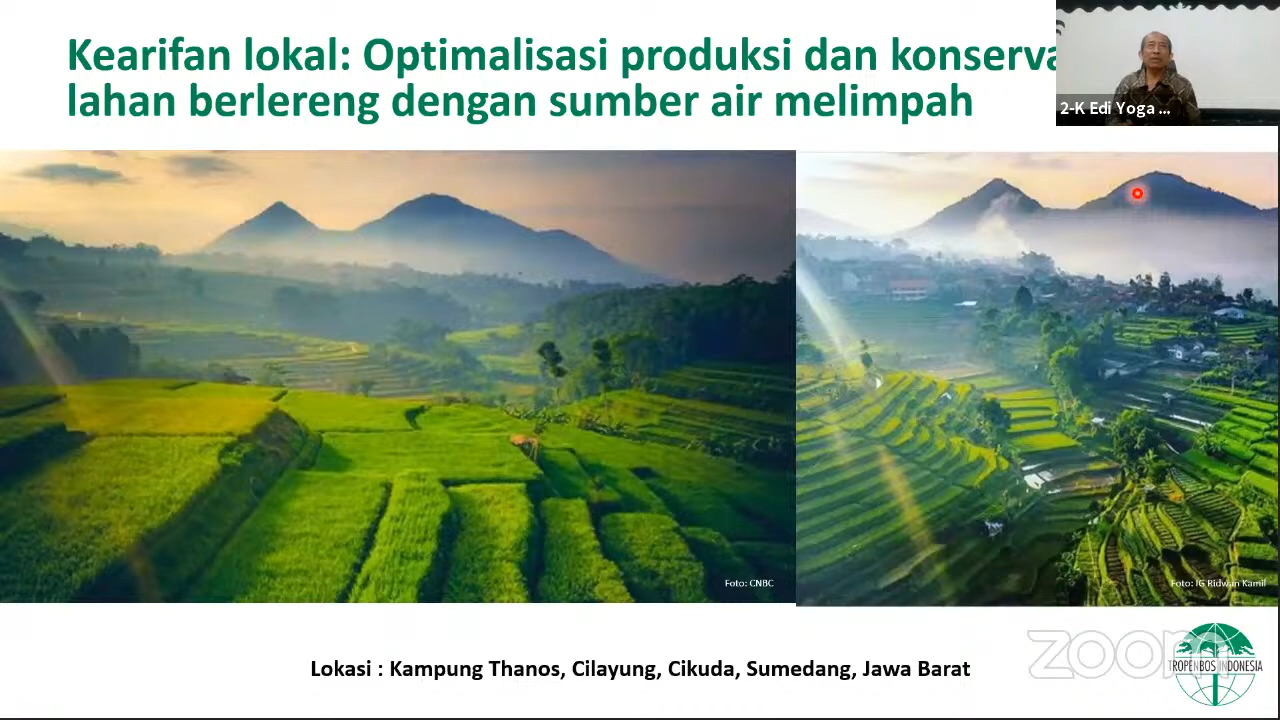 Kearifan lokal: Optimalisasi produksi dan konserva
lahan berlereng dengan sumber air melimpah
2-K Edi Yoga ...
Foto: CNBC
Foto: IG Ridwan Kamil
Lokasi : Kampung Thanos, Cilayung, Cikuda, Sumedang, Jawa Barat
zoom
TROPENBOS INDONESIA